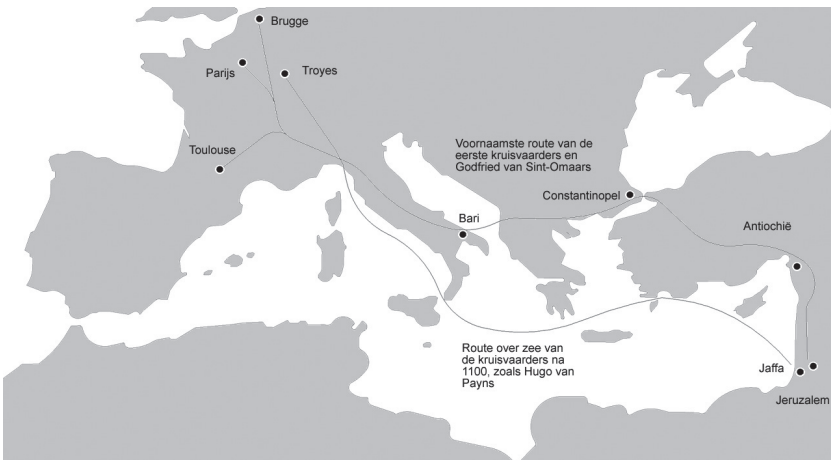 Brugge
Parijs
Troyes
Toulouse
Voornaamste route van de
eerste kruisvaarders en
Godfried van Sint-Omaars
Constantinopel
Bari
Antiochië
Route over zee van
de kruisvaarders na
1100, zoals Hugo van
Payns
Jaffa
Jeruzalem